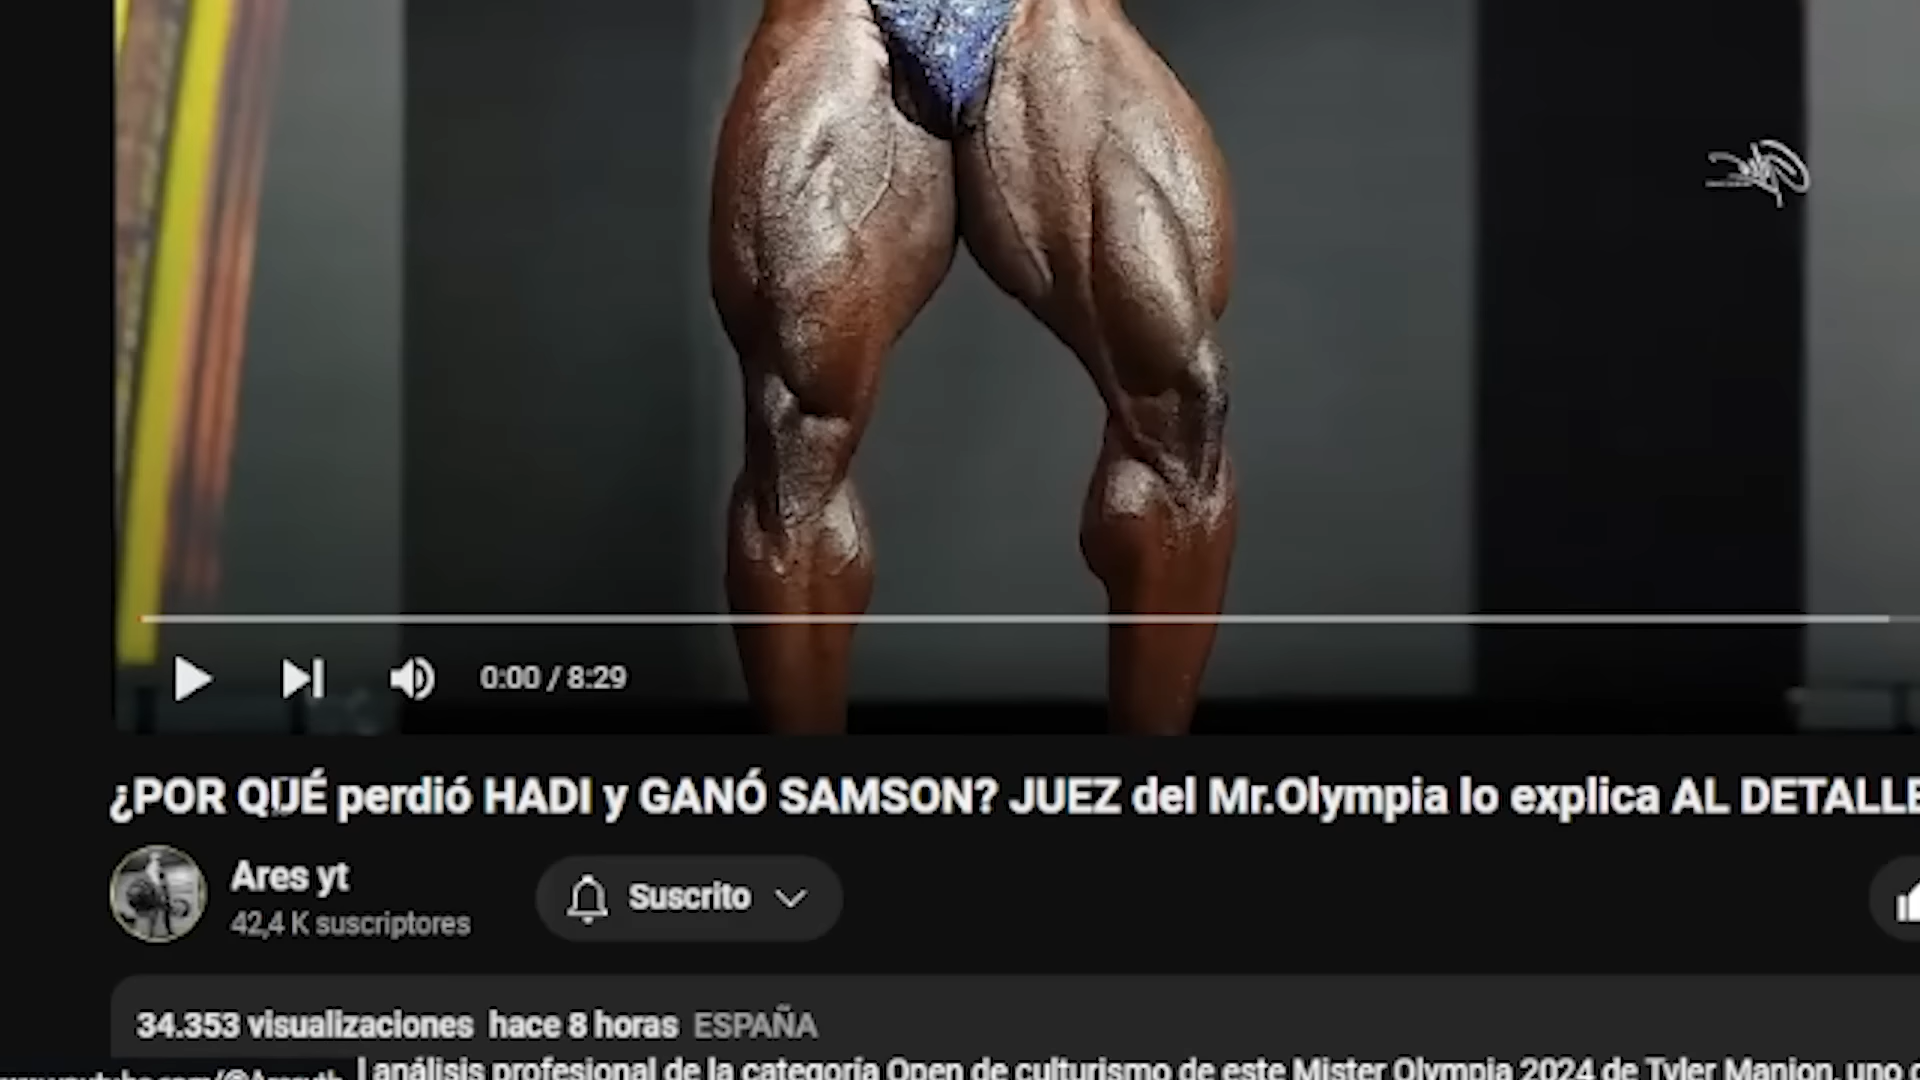 0:00 / 8:29
¿POR QUÉ perdió HADI y GANÓ SAMSON? JUEZ del Mr.Olympia lo explica AL DETALLE
Ares yt
Suscrito
42,4 K suscriptores
34.353 visualizaciones hace 8 horas ESPAÑA
análisis profesional de la categoría Open de culturismo de este Mister Olympia 2024 de Tyler Manion, uno